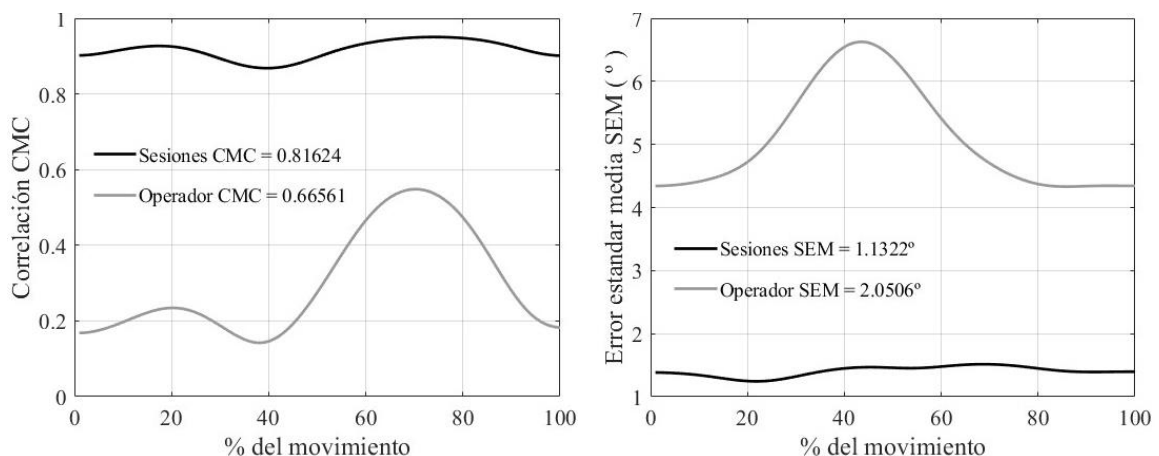 Correlación CMC
1
0.8
0.6
0.4
0.2
0
Sesiones CMC = 0.81624
Operador CMC = 0.66561
0 20 40 60 80 100
% del movimiento
Error estandar media SEM ( º )
7
6
5
4
3
2
1
Sesiones SEM = 1.1322º
Operador SEM = 2.0506º
0 20 40 60 80 100
% del movimiento